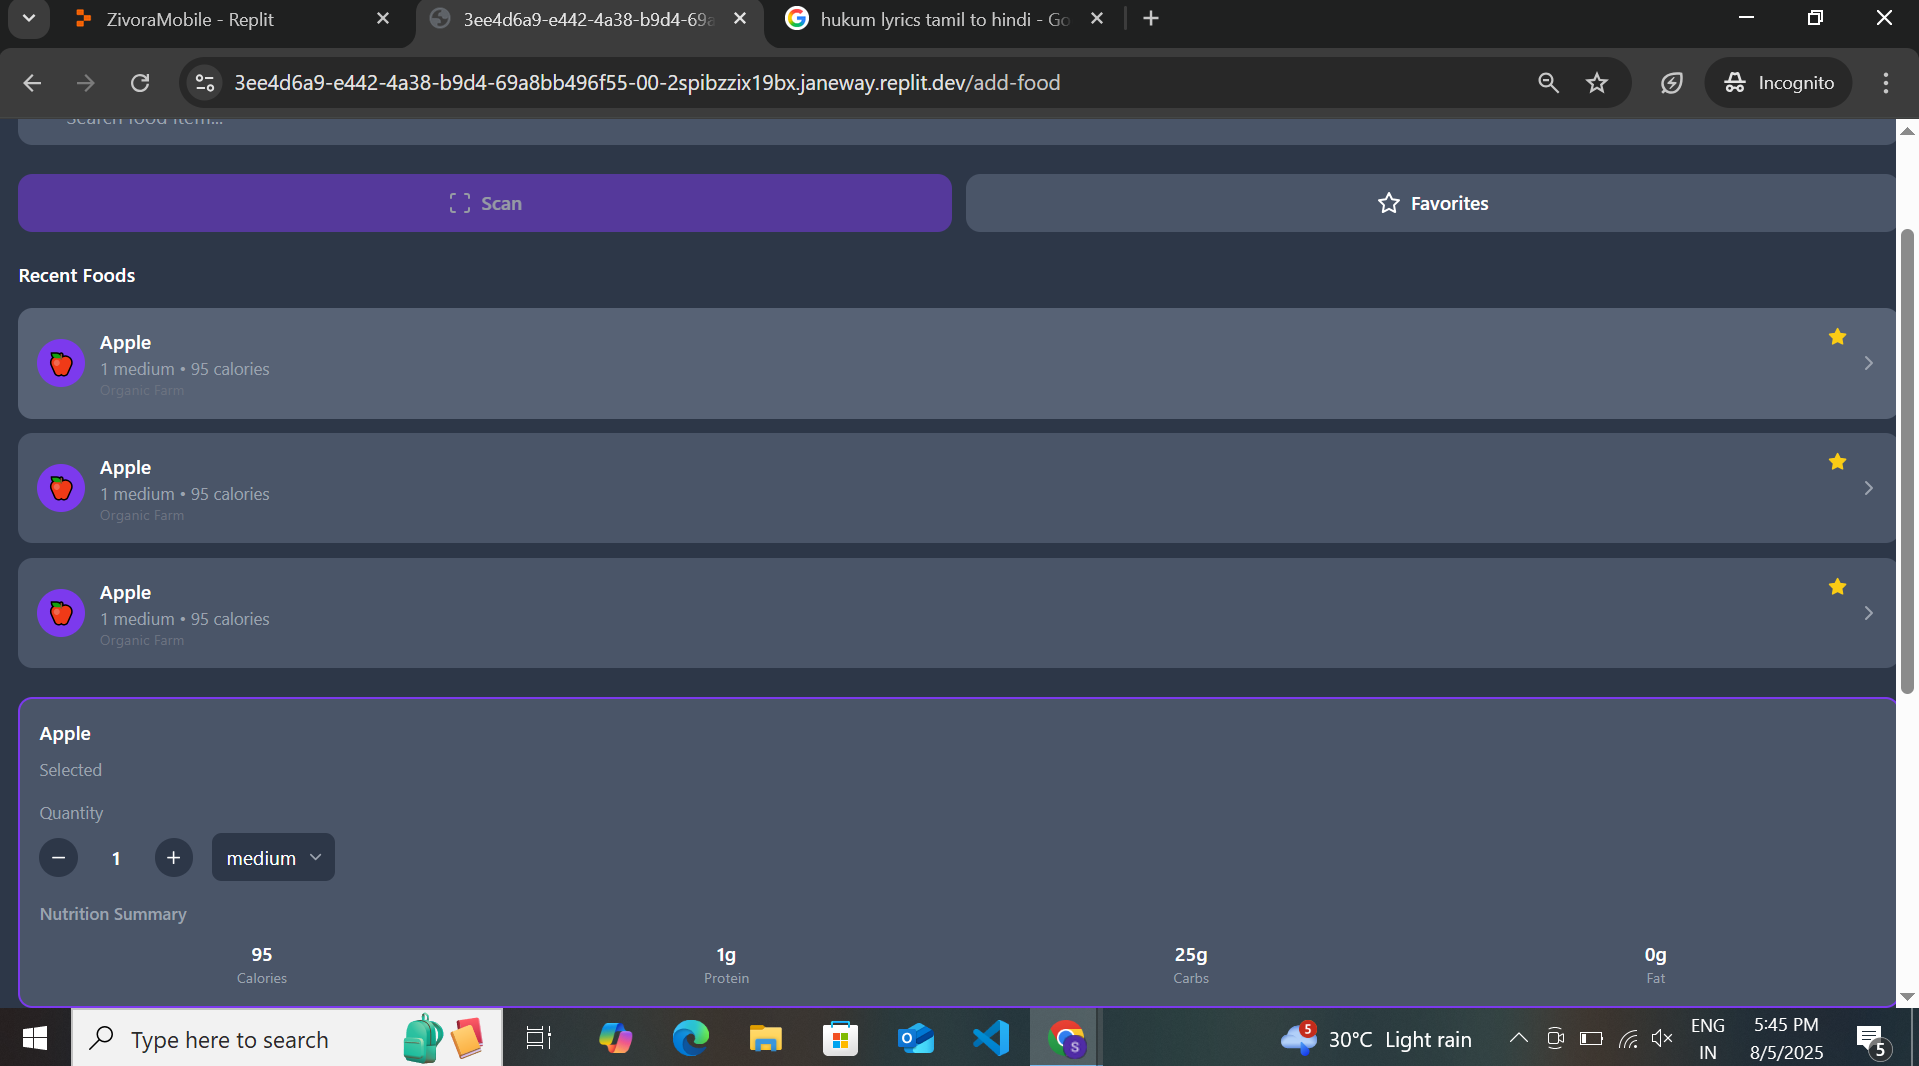 ZivoraMobile - Replit
3ee4d6a9-e442-4a38-b9d4-69a
hukum lyrics tamil to hindi - Go
3ee4d6a9-e442-4a38-b9d4-69a8bb496f55-00-2spibzzix19bx.janeway.replit.dev/add-food
Incognito
Search food item...
Scan
Favorites
Recent Foods
Apple
1 medium • 95 calories
Organic Farm
Apple
1 medium • 95 calories
Organic Farm
Apple
1 medium • 95 calories
Organic Farm
Apple
Selected
Quantity
1
medium
Nutrition Summary
95
Calories
1g
Protein
25g
Carbs
0g
Fat
Type here to search
S
5
30°C Light rain
ENG
IN
5:45 PM
8/5/2025
5